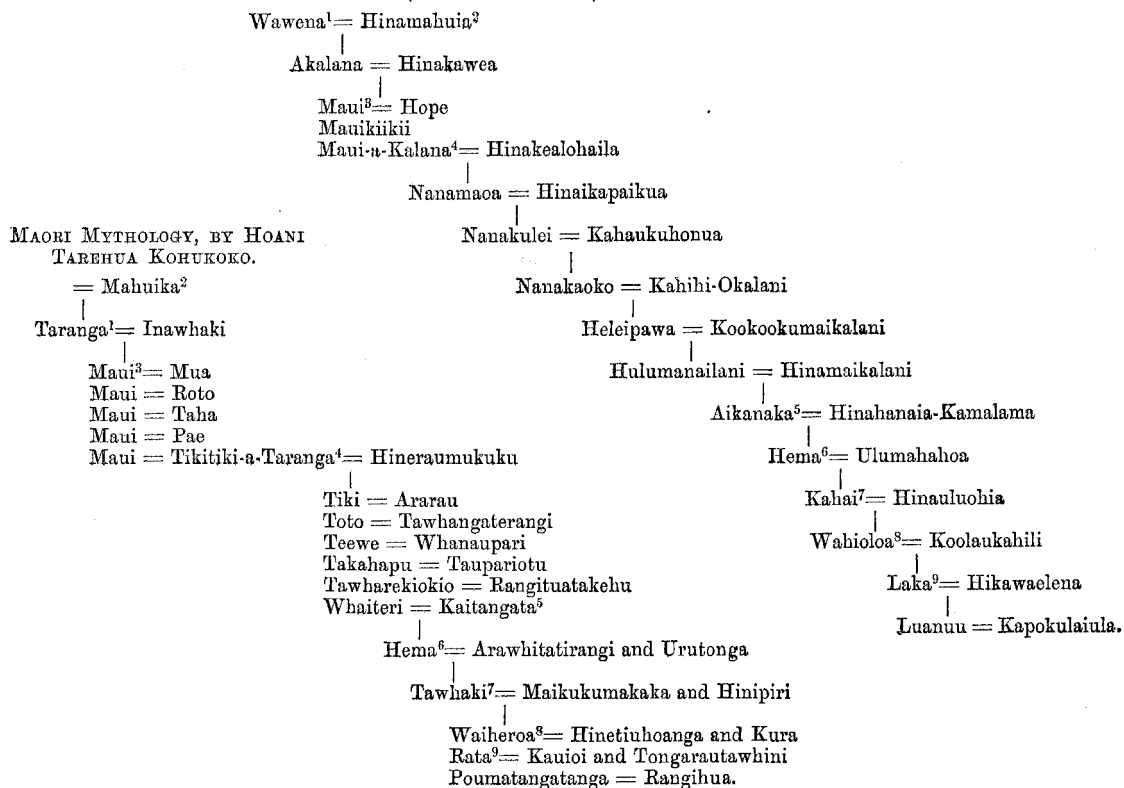 Wawena¹= Hinamahuia²
Akalana = Hinakawea
Maui³= Hope
Mauikiikii
Maui-a-Kalana⁴= Hinakealohaila
Nanamaoa = Hinaikapaikua
Nanakulei = Kahaukuhonua
Nanakaoko = Kahihi-Okalani
Heleipawa = Kookookumaikalani
Hulumanailani = Hinamaikalani
Aikanaka⁵= Hinahanaia-Kamalama
Hema⁶= Ulumahahoa
Kahai⁷= Hinauluohia
Wahioloa⁸= Koolaukahili
Laka⁹= Hikawaelena
Luanuu = Kapokulaiula.
MAORI MYTHOLOGY, BY HOANI
TAREHUA KOHUKOKO.
= Mahuika²
Taranga¹= Inawhaki
Maui³= Mua
Maui = Roto
Maui = Taha
Maui = Pae
Maui = Tikitiki-a-Taranga⁴= Hineraumukuku
Tiki = Ararau
Toto = Tawhangaterangi
Teewe = Whanaupari
Takahapu = Taupariotu
Tawharekiokio = Rangituatakehu
Whaiteri = Kaitangata⁵
Hema⁶= Arawhitatirangi and Urutonga
Tawhaki⁷= Maikukumakaka and Hinipiri
Waiheroa⁸= Hinetiuhoanga and Kura
Rata⁹= Kauioi and Tongarautawhini
Poumatangatanga = Rangihua.